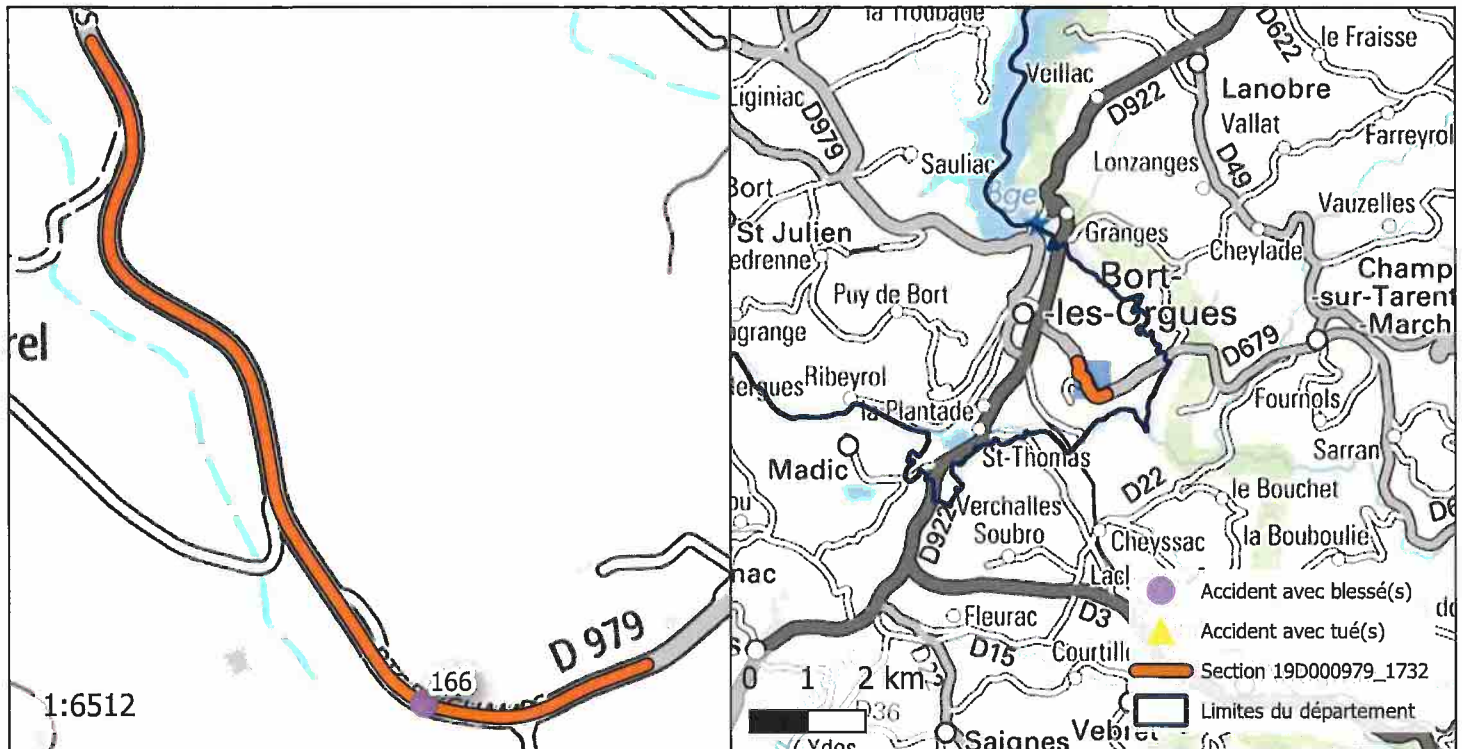 rel
1:6512
166
D 979
la Troubade
Veillac
D922
D622
le Fraisse
Lanobre
Liginiac
D979
Vallat
Farreyrol
Sauliac
Lonzanges
D49
Bort
Bge
Vauzelles
St Julien
Granges
Cheylade
edrenne
Bort-
-les-Orgues
Champ
-sur-Tarent
-March
Puy de Bort
agrange
D679
Ribeyrol
la Plantade
Fournols
Sarran
Madic
St-Thomas
D22
le Bouchet
Verchalles
Soubro
D922
Cheyssac
la Bouboulie
nac
D3
Fleurac
D15
Courtille
0 1 2 km
D36
Ydes
Saignes
Vebret
Accident avec blessé(s)
Accident avec tué(s)
Section 19D000979_1732
Limites du département